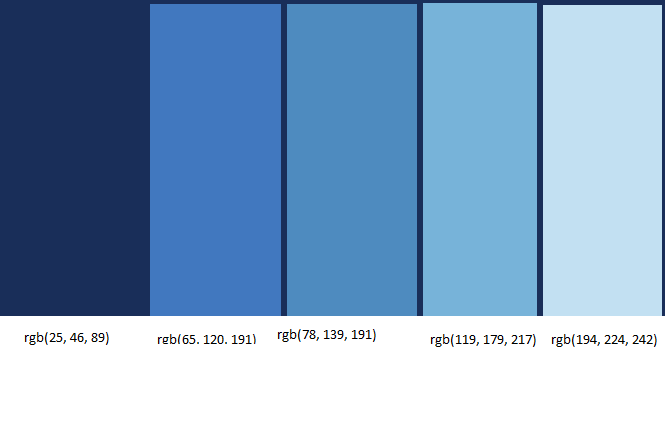 rgb(25, 46, 89)
rgb(65, 120, 191)
rgb(78, 139, 191)
rgb(119, 179, 217)
rgb(194, 224, 242)